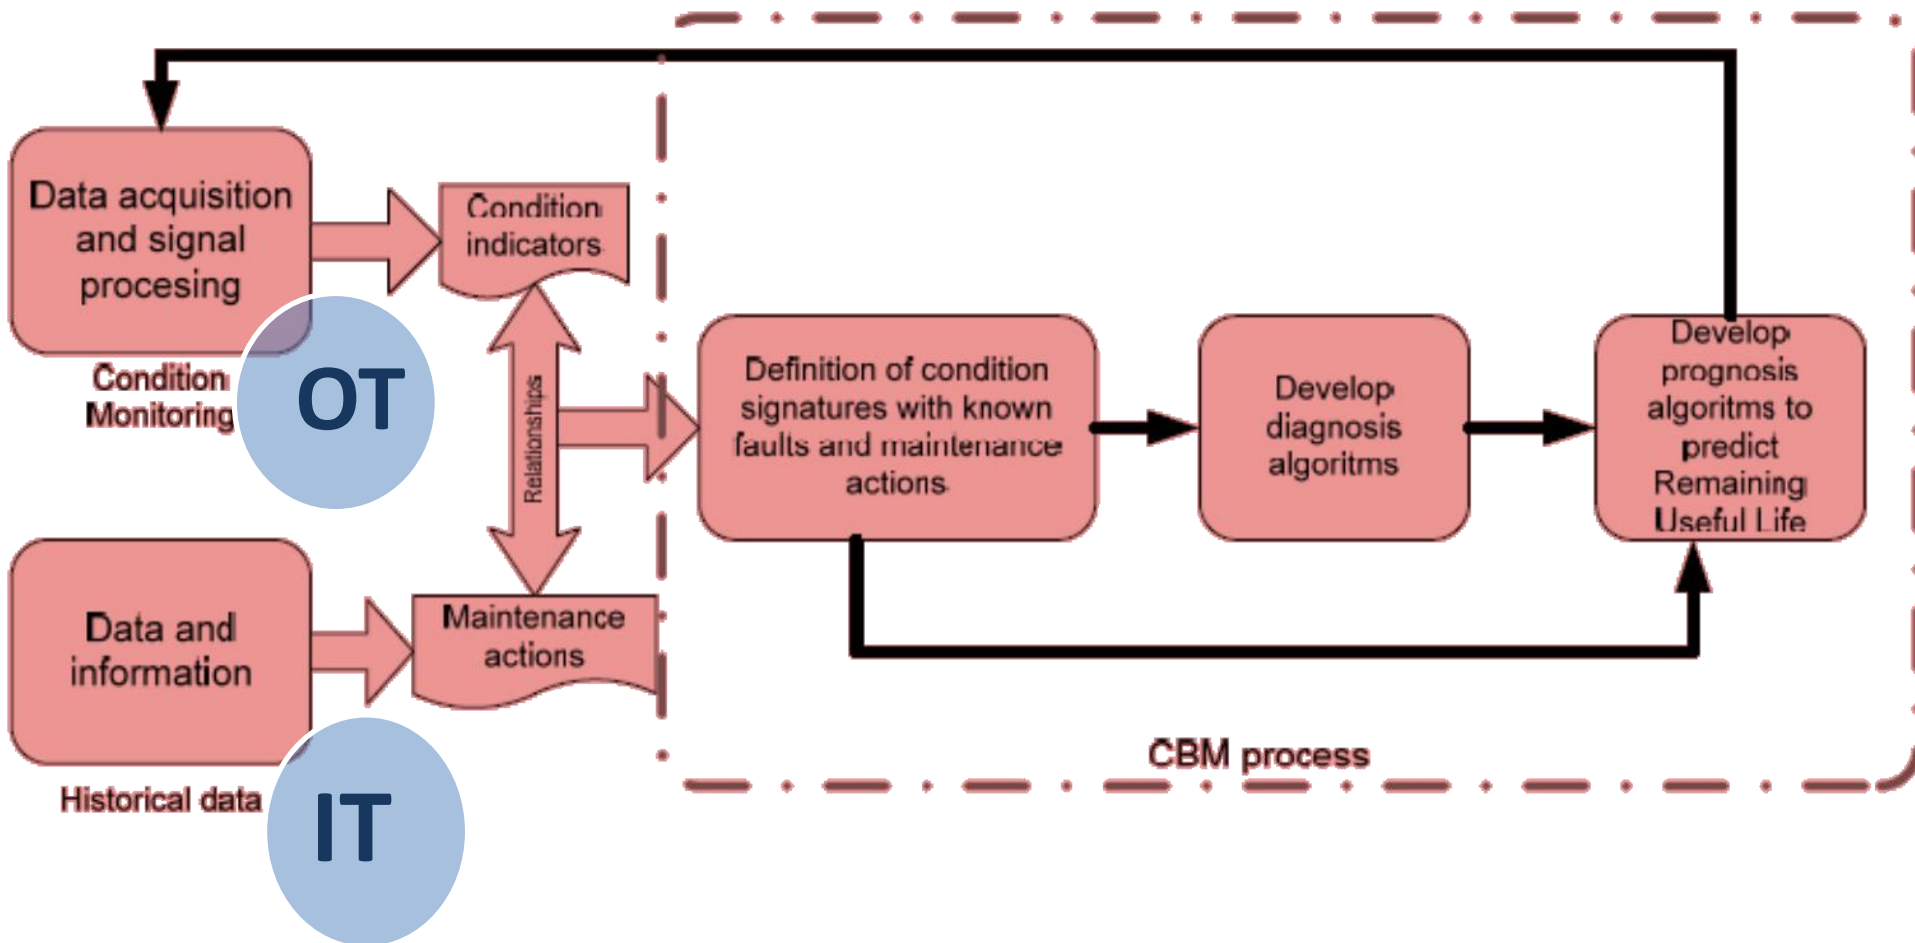 Data acquisition
and signal
procesing
Condition
Monitoring
OT
Condition
indicators
Relationships
Data and
information
Historical data
IT
Maintenance
actions
Definition of condition
signatures with known
faults and maintenance
actions
Develop
diagnosis
algoritms
Develop
prognosis
algoritms to
predict
Remaining
Useful Life
CBM process